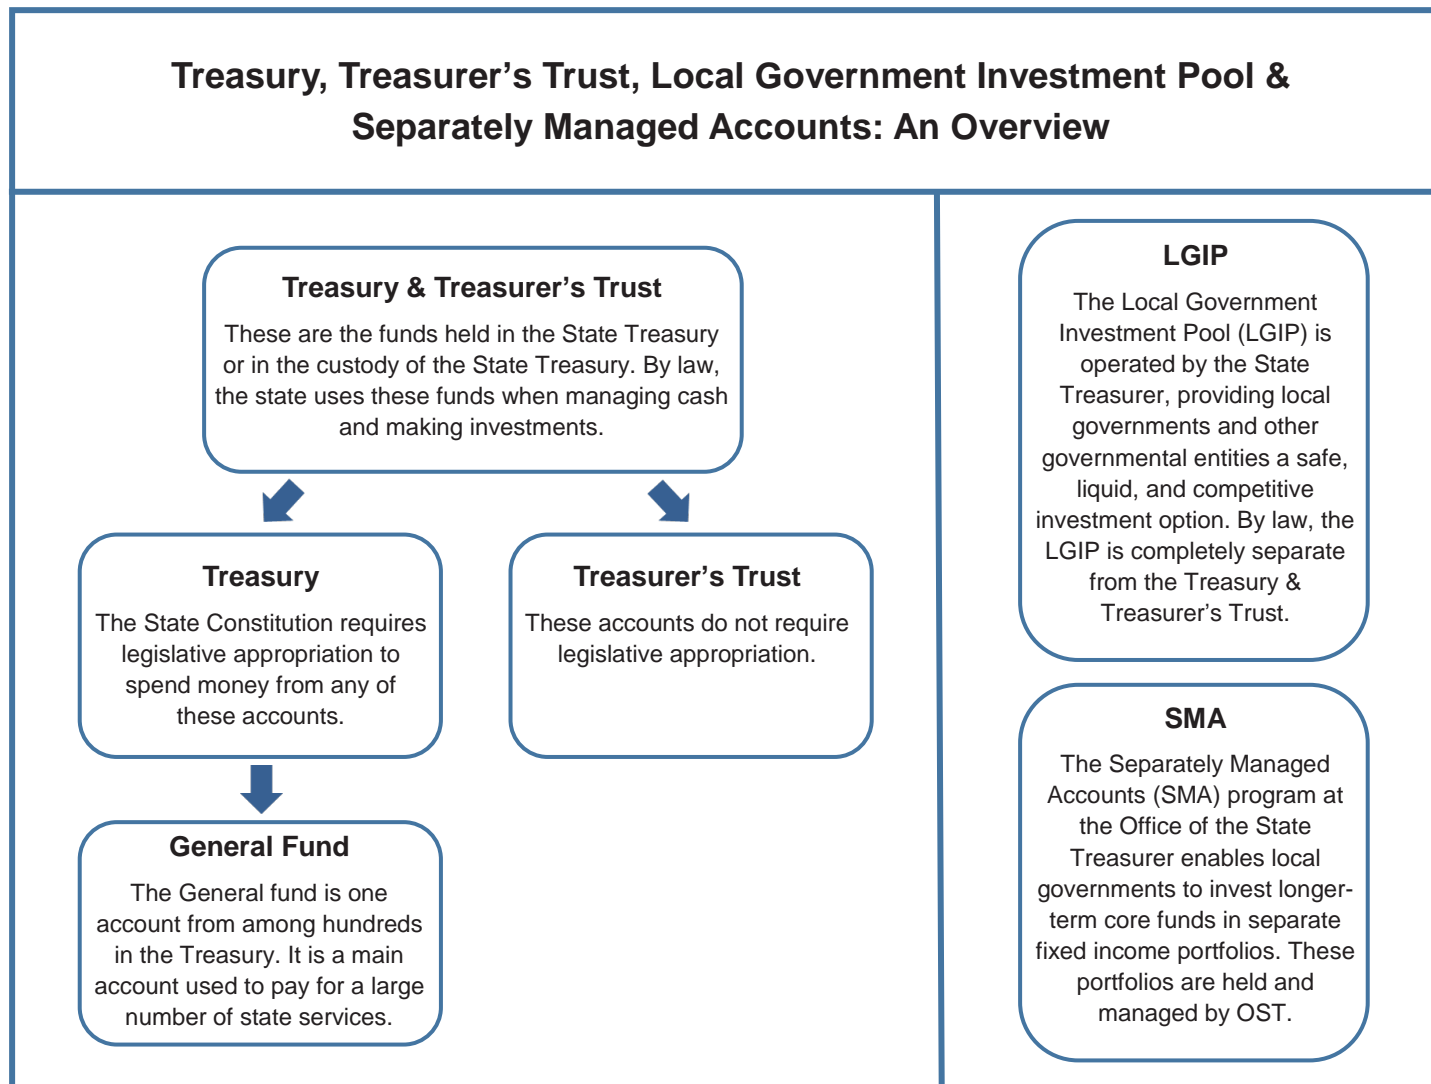 Treasury, Treasurer’s Trust, Local Government Investment Pool &
Separately Managed Accounts: An Overview
Treasury & Treasurer’s Trust
These are the funds held in the State Treasury
or in the custody of the State Treasury. By law,
the state uses these funds when managing cash
and making investments.
Treasury
The State Constitution requires
legislative appropriation to
spend money from any of
these accounts.
Treasurer’s Trust
These accounts do not require
legislative appropriation.
General Fund
The General fund is one
account from among hundreds
in the Treasury. It is a main
account used to pay for a large
number of state services.
LGIP
The Local Government
Investment Pool (LGIP) is
operated by the State
Treasurer, providing local
governments and other
governmental entities a safe,
liquid, and competitive
investment option. By law, the
LGIP is completely separate
from the Treasury &
Treasurer’s Trust.
SMA
The Separately Managed
Accounts (SMA) program at
the Office of the State
Treasurer enables local
governments to invest longer-
term core funds in separate
fixed income portfolios. These
portfolios are held and
managed by OST.